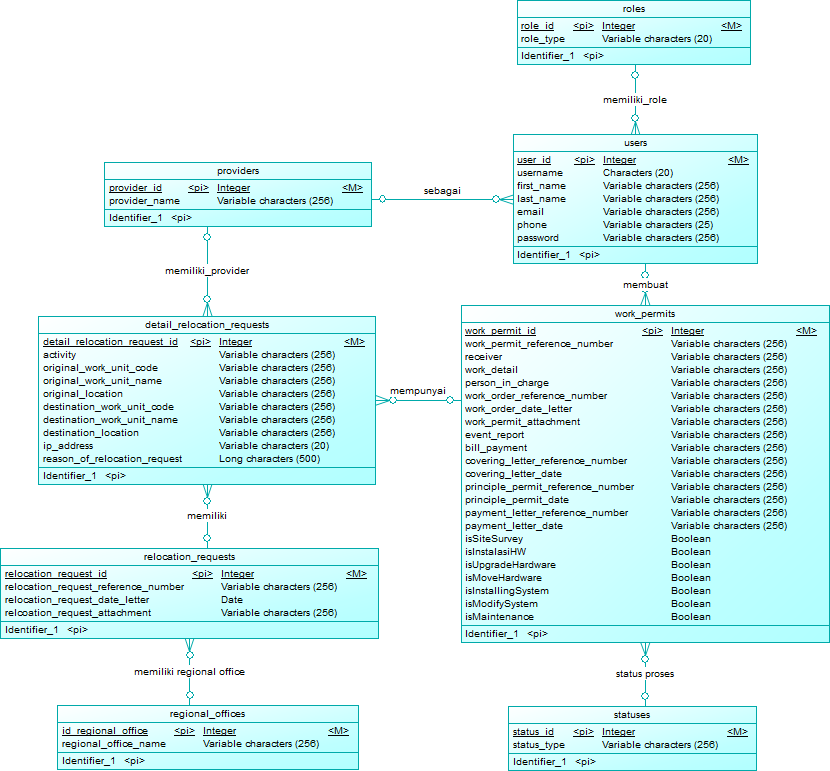 roles
role_id <pi> Integer <M>
role_type Variable characters (20)
Identifier_1 <pi>
memiliki_role
users
user_id <pi> Integer <M>
username Characters (20)
first_name Variable characters (256)
last_name Variable characters (256)
email Variable characters (256)
phone Variable characters (25)
password Variable characters (256)
Identifier_1 <pi>
providers
provider_id <pi> Integer <M>
provider_name Variable characters (256)
Identifier_1 <pi>
sebagai
memiliki_provider
membuat
detail_relocation_requests
detail_relocation_request_id <pi> Integer <M>
activity Variable characters (256)
original_work_unit_code Variable characters (256)
original_work_unit_name Variable characters (256)
original_location Variable characters (256)
destination_work_unit_code Variable characters (256)
destination_work_unit_name Variable characters (256)
destination_location Variable characters (256)
ip_address Variable characters (20)
reason_of_relocation_request Long characters (500)
Identifier_1 <pi>
mempunyai
work_permits
work_permit_id <pi> Integer <M>
work_permit_reference_number Variable characters (256)
receiver Variable characters (256)
work_detail Variable characters (256)
person_in_charge Variable characters (256)
work_order_reference_number Variable characters (256)
work_order_date_letter Variable characters (256)
work_permit_attachment Variable characters (256)
event_report Variable characters (256)
bill_payment Variable characters (256)
covering_letter_reference_number Variable characters (256)
covering_letter_date Variable characters (256)
principle_permit_reference_number Variable characters (256)
principle_permit_date Variable characters (256)
payment_letter_reference_number Variable characters (256)
payment_letter_date Variable characters (256)
isSiteSurvey Boolean
isInstalasiHW Boolean
isUpgradeHardware Boolean
isMoveHardware Boolean
isInstallingSystem Boolean
isModifySystem Boolean
isMaintenance Boolean
Identifier_1 <pi>
memiliki
relocation_requests
relocation_request_id <pi> Integer <M>
relocation_request_reference_number Variable characters (256)
relocation_request_date_letter Date
relcoation_request_attachment Variable characters (256)
Identifier_1 <pi>
memiliki regional office
status proses
regional_offices
id_regional_office <pi> Integer <M>
regional_office_name Variable characters (256)
Identifier_1 <pi>
statuses
status_id <pi> Integer <M>
status_type Variable characters (256)
Identifier_1 <pi>